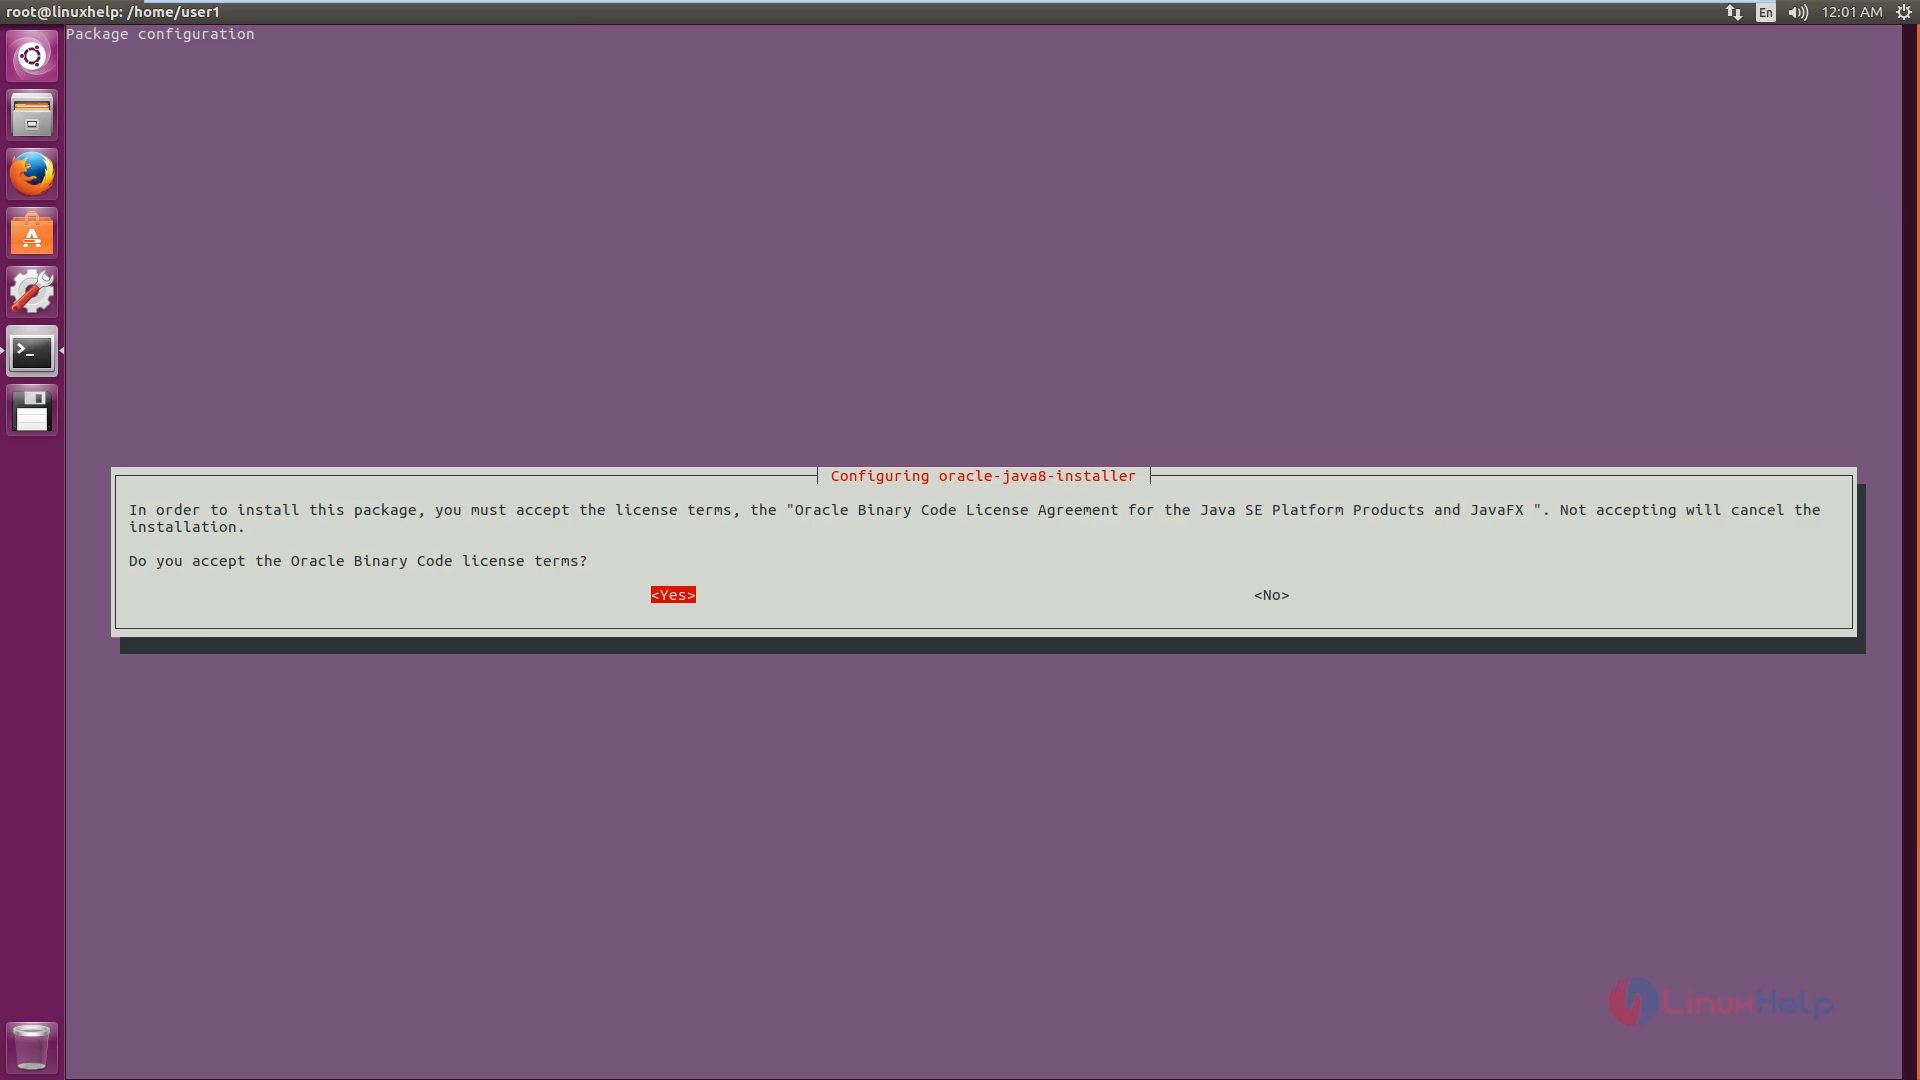 root@linuxhelp: /home/user1
En
12:01 AM
Package configuration
Configuring oracle-java8-installer
In order to install this package, you must accept the license terms, the "Oracle Binary Code License Agreement for the Java SE Platform Products and JavaFX ". Not accepting will cancel the
installation.
Do you accept the Oracle Binary Code license terms?
<Yes> <No>
LinuxHelp